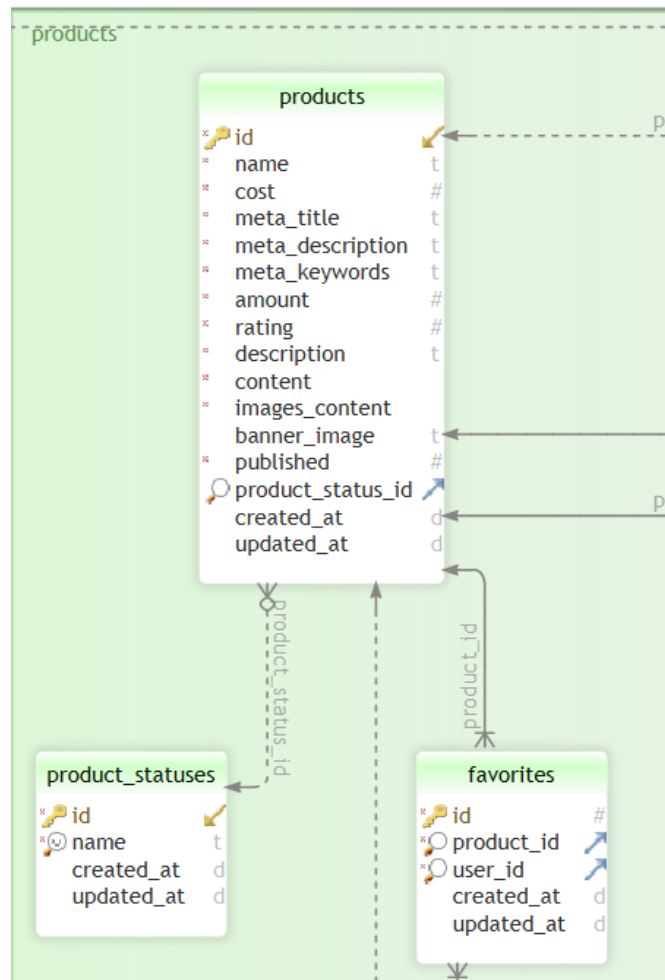 products
products
id
name t
cost #
meta_title t
meta_description t
meta_keywords t
amount #
rating #
description t
content
images_content
banner_image t
published #
product_status_id
created_at d
updated_at d
p
p
product_status_id
product_id
product_statuses
id
name t
created_at d
updated_at d
favorites
id #
product_id
user_id
created_at d
updated_at d